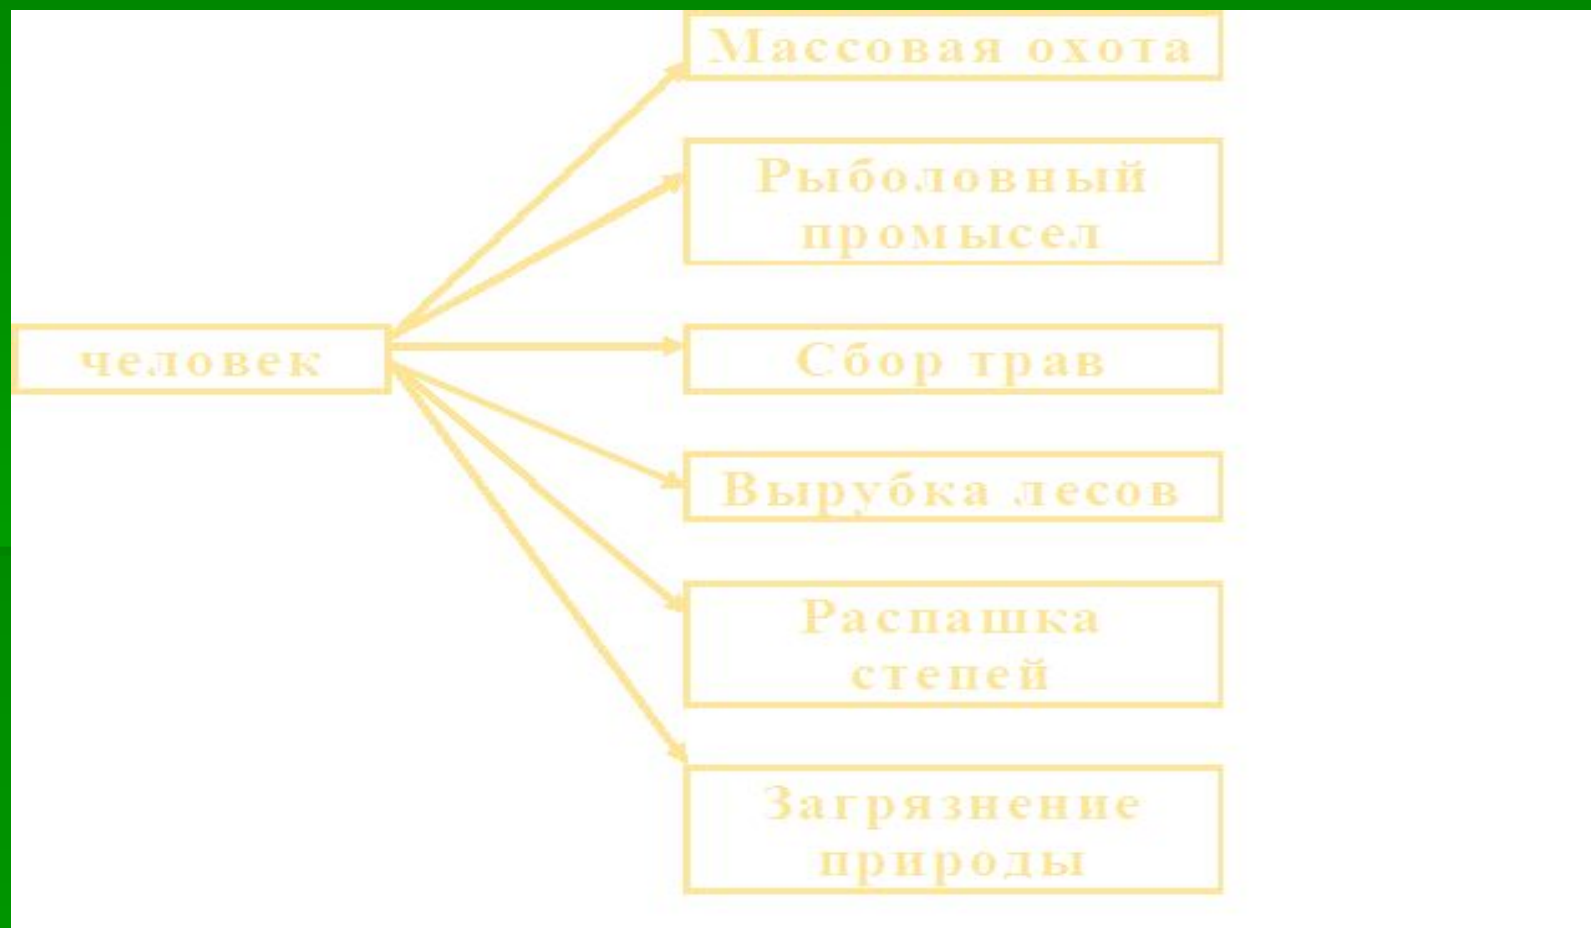 Массовая охота
Рыболовный
промысел
человек
Сбор трав
Вырубка лесов
Распашка
степей
Загрязнение
природы